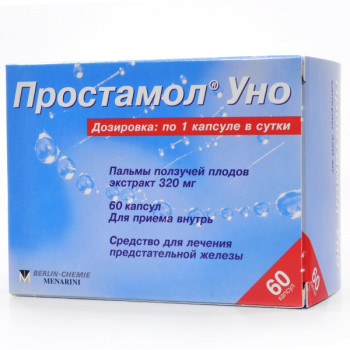 Простамол® Уно
Дозировка: по 1 капсуле в сутки
Пальмы ползучей плодов
экстракт 320 мг
60 капсул
Для приема внутрь
Средство для лечения
предстательной железы
BERLIN-CHEMIE
MENARINI
60
капсул